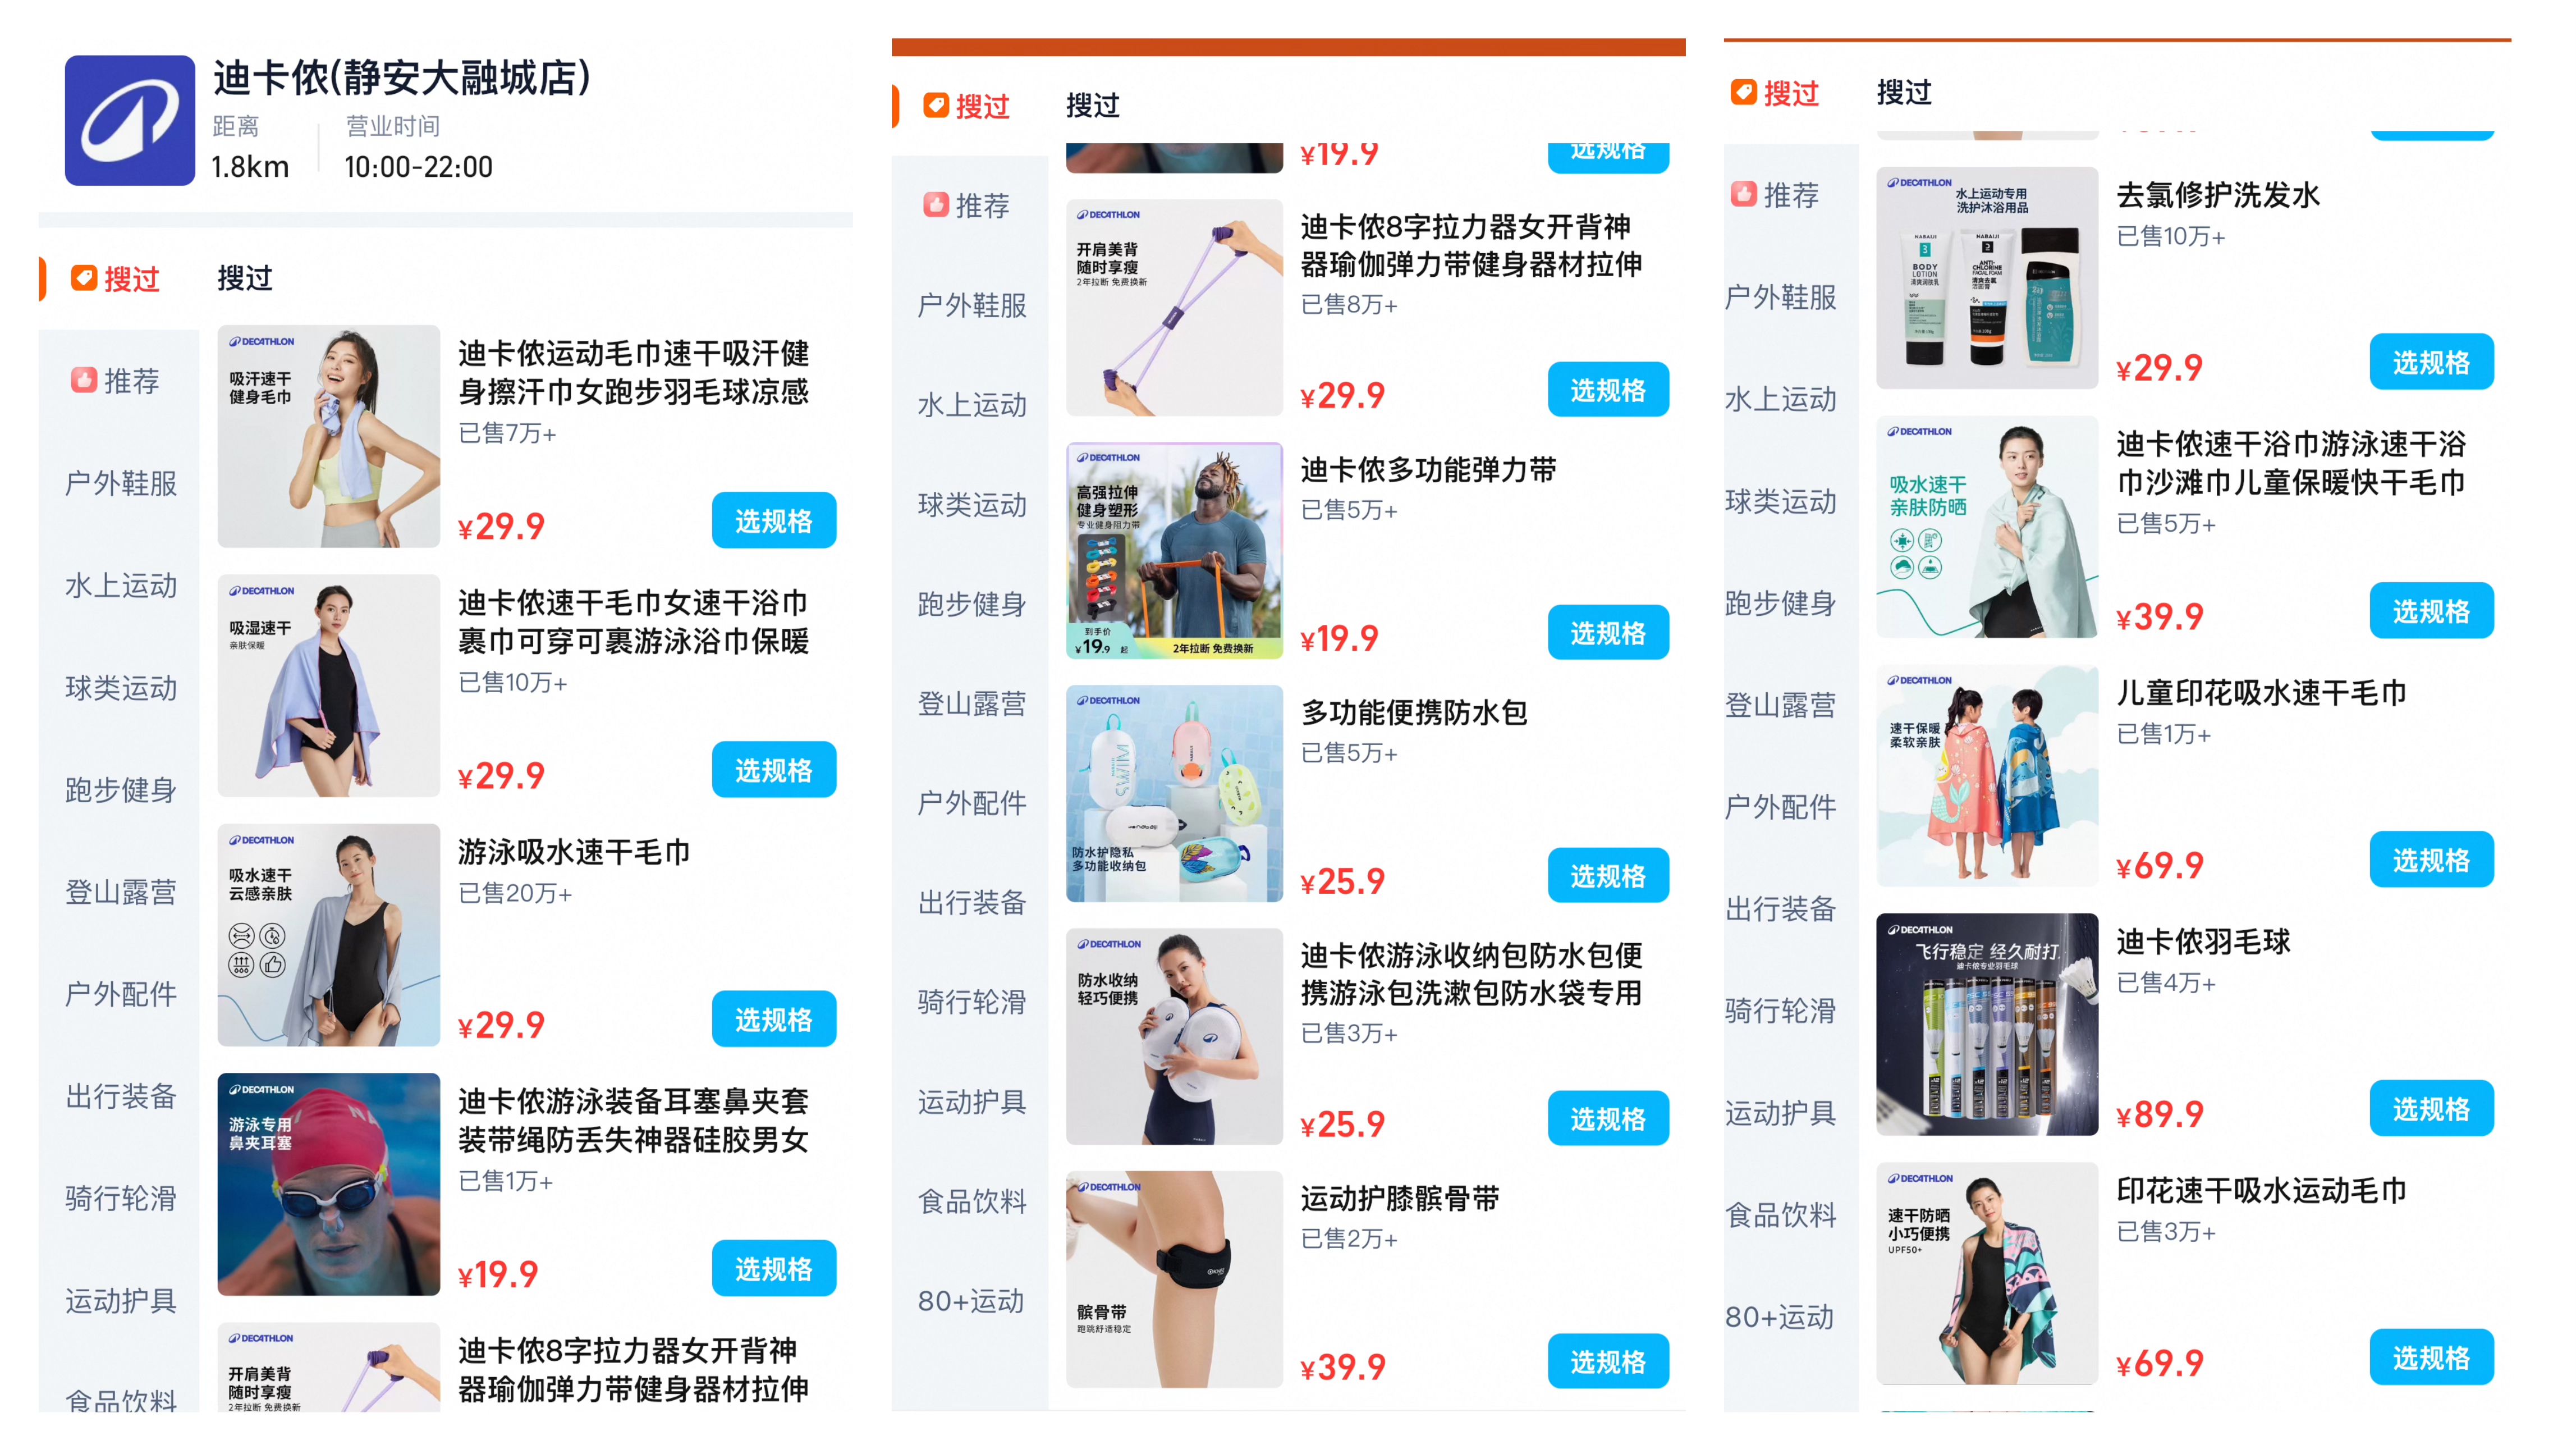 迪卡侬(静安大融城店)
距离
营业时间
1.8km
10:00-22:00
搜过
搜过
推荐
户外鞋服
水上运动
球类运动
跑步健身
登山露营
户外配件
出行装备
骑行轮滑
运动护具
食品饮料
DECATHLON
吸汗速干
健身毛巾
迪卡侬运动毛巾速干吸汗健
身擦汗巾女跑步羽毛球凉感
已售7万+
¥29.9
选规格
DECATHLON
吸湿速干
亲肤保暖
迪卡侬速干毛巾女速干浴巾
裹巾可穿可裹游泳浴巾保暖
已售10万+
¥29.9
选规格
DECATHLON
吸水速干
云感亲肤
游泳吸水速干毛巾
已售20万+
¥29.9
选规格
DECATHLON
游泳专用
鼻夹耳塞
迪卡侬游泳装备耳塞鼻夹套
装带绳防丢失神器硅胶男女
已售1万+
¥19.9
选规格
DECATHLON
开肩美背
随时享瘦
2年拉断 免费换新
迪卡侬8字拉力器女开背神
器瑜伽弹力带健身器材拉伸
搜过
搜过
推荐
户外鞋服
水上运动
球类运动
跑步健身
登山露营
户外配件
出行装备
骑行轮滑
运动护具
食品饮料
80+运动
¥19.9
选规格
DECATHLON
开肩美背
随时享瘦
2年拉断 免费换新
迪卡侬8字拉力器女开背神
器瑜伽弹力带健身器材拉伸
已售8万+
¥29.9
选规格
DECATHLON
高强拉伸
健身塑形
专业健身阻力带
到手价
¥19.9 起
2年拉断 免费换新
迪卡侬多功能弹力带
已售5万+
¥19.9
选规格
DECATHLON
SWIM
防水护隐私
多功能收纳包
多功能便携防水包
已售5万+
¥25.9
选规格
DECATHLON
防水收纳
轻巧便携
迪卡侬游泳收纳包防水包便
携游泳包洗漱包防水袋专用
已售3万+
¥25.9
选规格
DECATHLON
髌骨带
跑跳舒适稳定
运动护膝髌骨带
已售2万+
¥39.9
选规格
搜过
搜过
推荐
户外鞋服
水上运动
球类运动
跑步健身
登山露营
户外配件
出行装备
骑行轮滑
运动护具
食品饮料
80+运动
DECATHLON
水上运动专用
洗护沐浴用品
NABAIJI
BODY
LOTION
清爽润肤乳
NABAIJI
ANTI-
CHLORINE
FACIAL FOAM
清爽去氯
洁面膏
去氯修护洗发水
已售10万+
¥29.9
选规格
DECATHLON
吸水速干
亲肤防晒
迪卡侬速干浴巾游泳速干浴
巾沙滩巾儿童保暖快干毛巾
已售5万+
¥39.9
选规格
DECATHLON
速干保暖
柔软亲肤
儿童印花吸水速干毛巾
已售1万+
¥69.9
选规格
DECATHLON
飞行稳定 经久耐打
迪卡侬专业羽毛球
迪卡侬羽毛球
已售4万+
¥89.9
选规格
DECATHLON
速干防晒
小巧便携
UPF50+
印花速干吸水运动毛巾
已售3万+
¥69.9
选规格